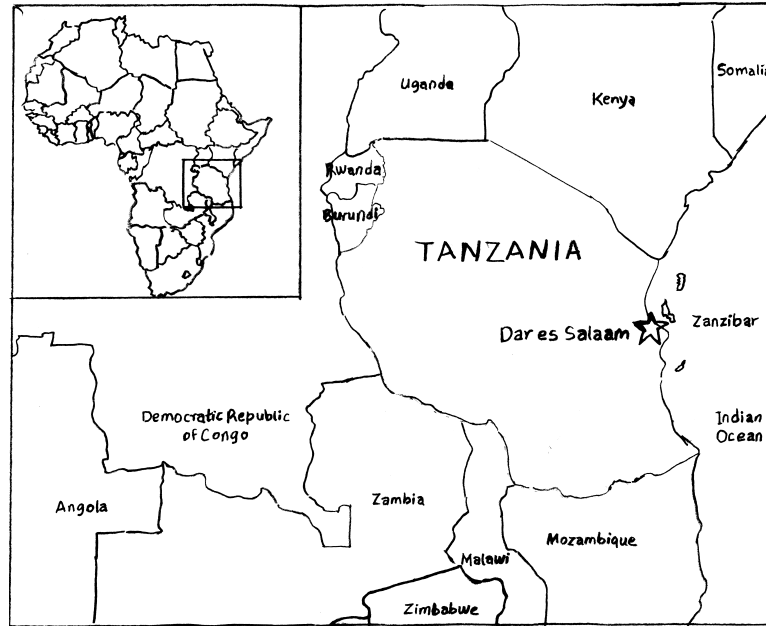 Uganda
Kenya
Somalia
Rwanda
Burundi
TANZANIA
Zanzibar
Dar es Salaam
Democratic Republic
of Congo
Indian
Ocean
Angola
Zambia
Mozambique
Malawi
Zimbabwe